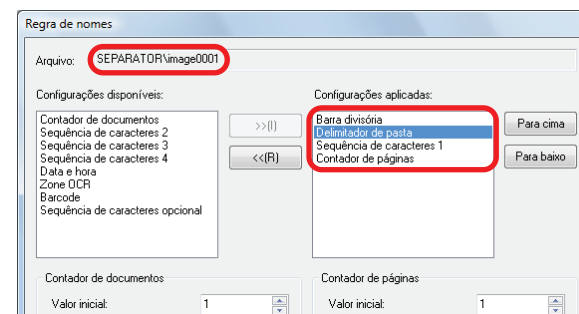 Regra de nomes
Arquivo: SEPARATOR\image0001
Configurações disponíveis:
Contador de documentos
Sequência de caracteres 2
Sequência de caracteres 3
Sequência de caracteres 4
Data e hora
Zone OCR
Barcode
Sequência de caracteres opcional
>>(I)
<<(R)
Configurações aplicadas:
Barra divisória
Delimitador de pasta
Sequência de caracteres 1
Contador de páginas
Para cima
Para baixo
Contador de documentos
Valor inicial: 1
Contador de páginas
Valor inicial: 1